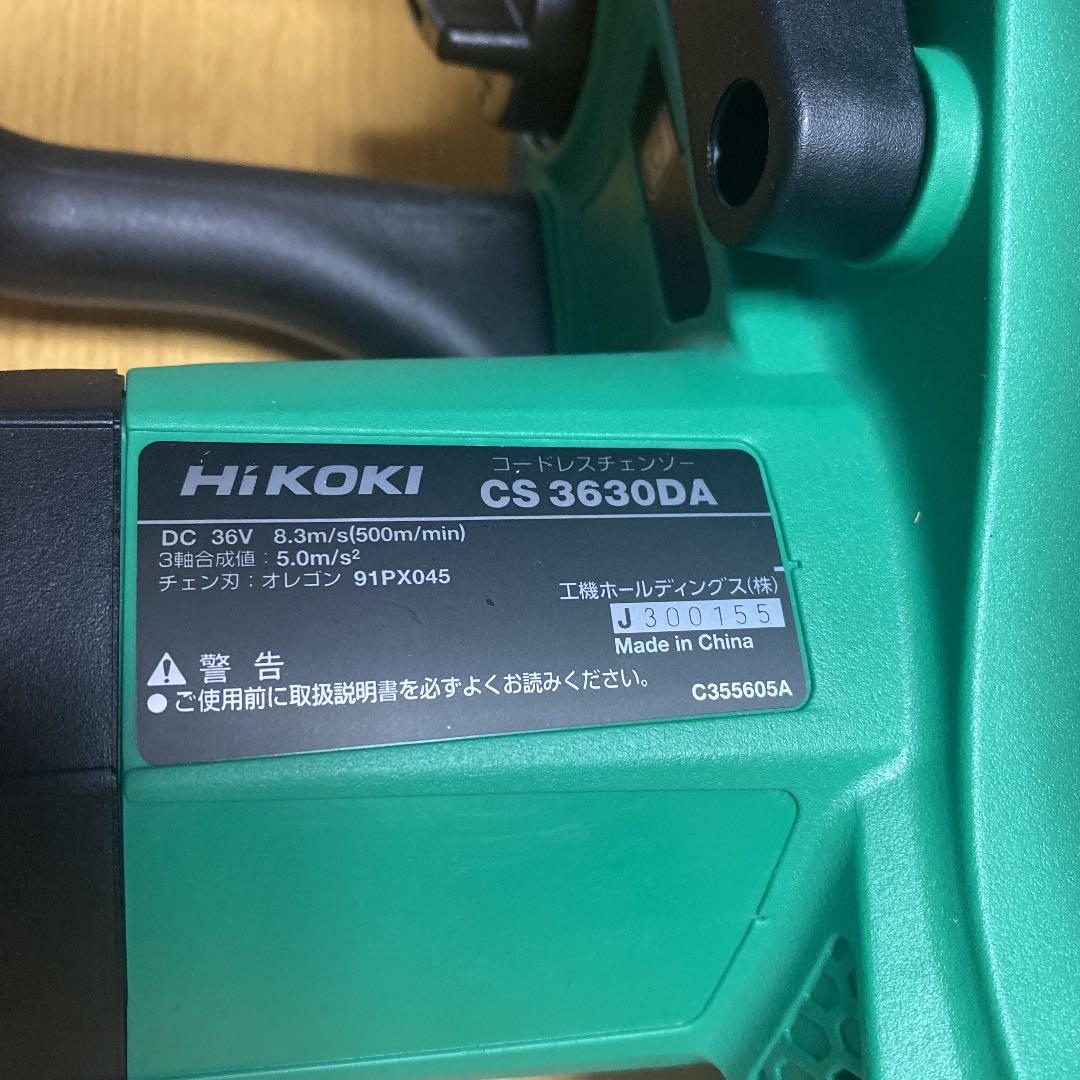 HiKOKI
コードレスチェンソー
CS 3630DA
DC 36V 8.3m/s(500m/min)
3軸合成値 : 5.0m/s²
チェン刃 : オレゴン 91PX045
工機ホールディングス(株)
J 300155
Made in China
警告
●ご使用前に取扱説明書を必ずよくお読みください。
C355605A